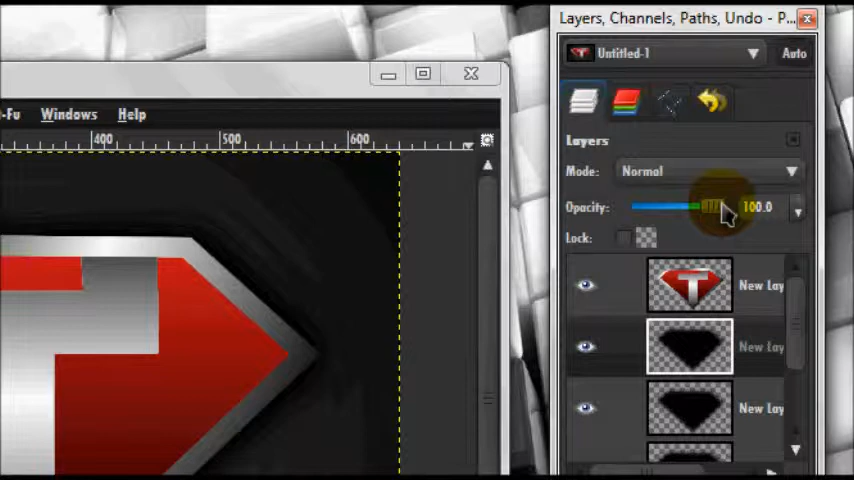 Layers, Channels, Paths, Undo - P...
Untitled-1
Auto
-Fu Windows Help
400 500 600
Layers
Mode: Normal
Opacity: 100.0
Lock:
New Lay
New Lay
New Lay
T